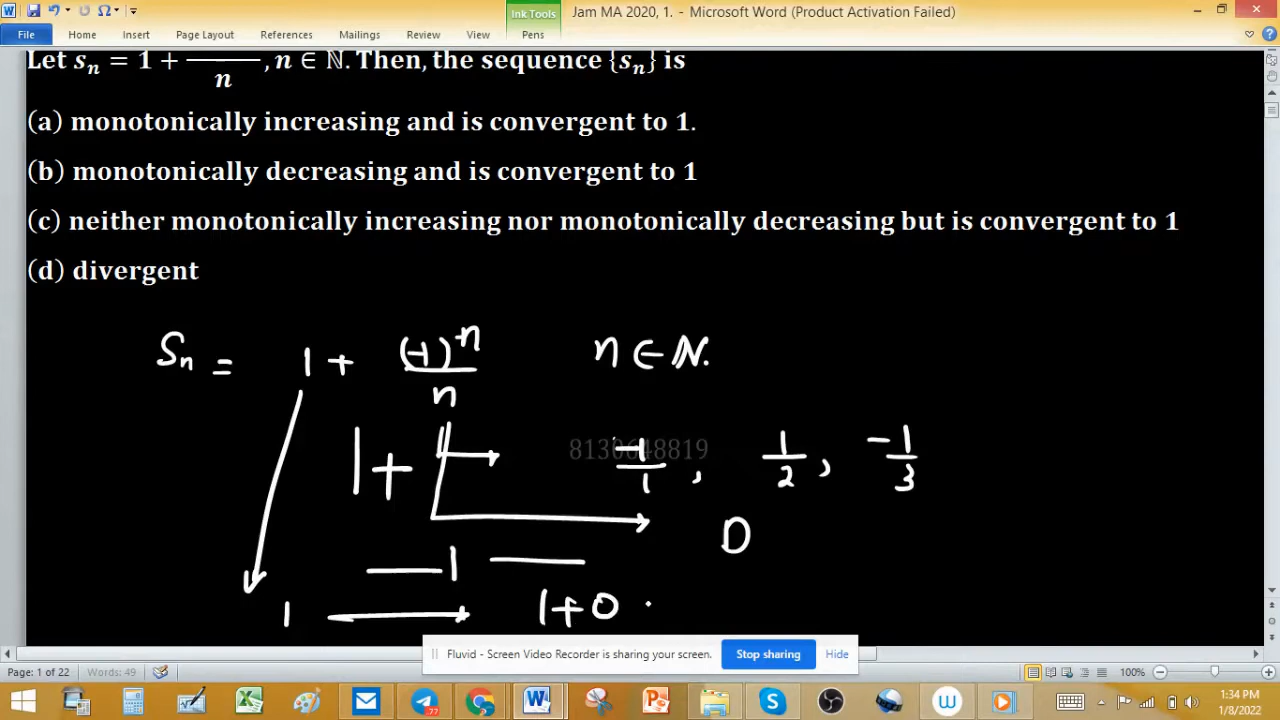 Jam MA 2020, 1. - Microsoft Word (Product Activation Failed)
Ink Tools
File Home Insert Page Layout References Mailings Review View Pens
Let sₙ = 1 + ―/n , n ∈ ℕ. Then, the sequence {sₙ} is
(a) monotonically increasing and is convergent to 1.
(b) monotonically decreasing and is convergent to 1
(c) neither monotonically increasing nor monotonically decreasing but is convergent to 1
(d) divergent
Sₙ = 1 + (-1)ⁿ/n n ∈ N.
1 +
8130648819
-1/1 , 1/2 , -1/3
0
1
1 1+0 .
Fluvid - Screen Video Recorder is sharing your screen. Stop sharing Hide
Page: 1 of 22 Words: 49 100%
27 W
1:34 PM
1/8/2022